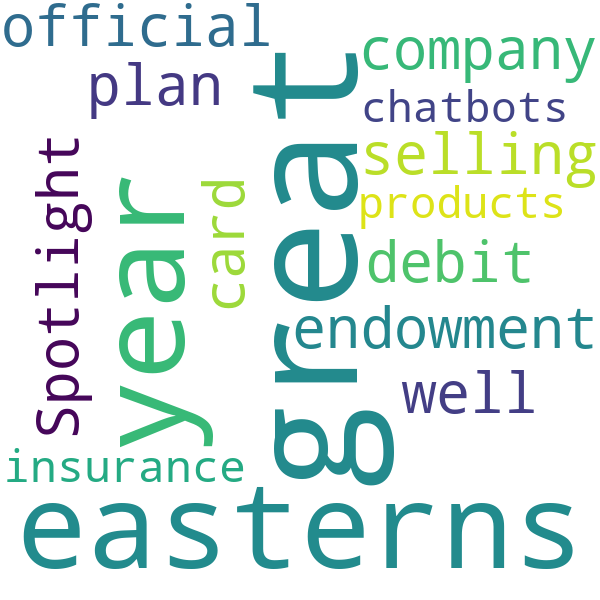 official
company
plan
chatbots
great
selling
Spotlight
year
card
products
debit
endowment
well
insurance
easterns